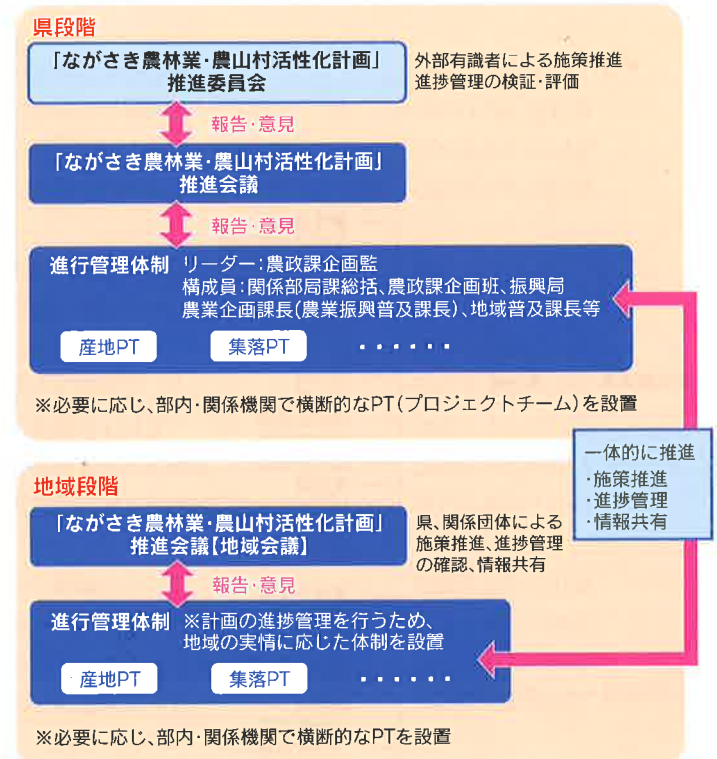 県段階
「ながさき農林業・農山村活性化計画」
推進委員会
外部有識者による施策推進
進捗管理の検証・評価
報告・意見
「ながさき農林業・農山村活性化計画」
推進会議
報告・意見
進行管理体制
リーダー：農政課企画監
構成員：関係部局課総括、農政課企画班、振興局
農業企画課長(農業振興普及課長)、地域普及課長等
産地PT
集落PT
・・・・・・
※必要に応じ、部内・関係機関で横断的なPT(プロジェクトチーム)を設置
一体的に推進
・施策推進
・進捗管理
・情報共有
地域段階
「ながさき農林業・農山村活性化計画」
推進会議【地域会議】
県、関係団体による
施策推進、進捗管理
の確認、情報共有
報告・意見
進行管理体制
※計画の進捗管理を行うため、
地域の実情に応じた体制を設置
産地PT
集落PT
・・・・・・
※必要に応じ、部内・関係機関で横断的なPTを設置